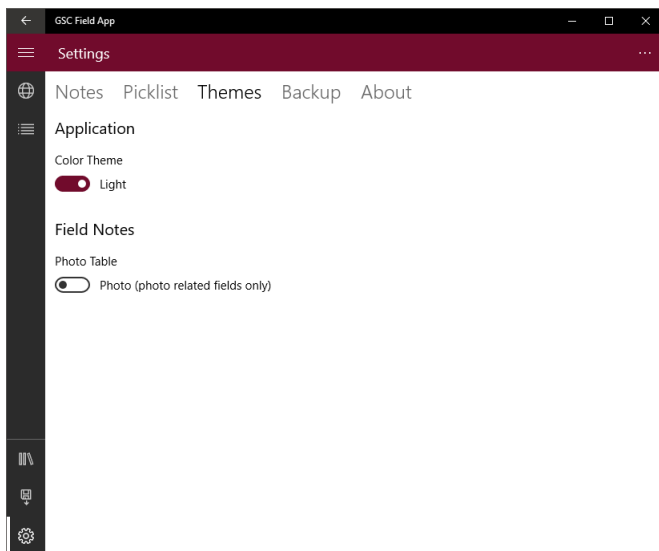 GSC Field App
Settings
Notes Picklist Themes Backup About
Application
Color Theme
Light
Field Notes
Photo Table
Photo (photo related fields only)